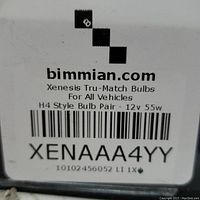 bimmian.com
Xenesis Tru-Match Bulbs
For All Vehicles
H4 Style Bulb Pair - 12v 55w
XENAAA4YY
10102456052 LI 1X